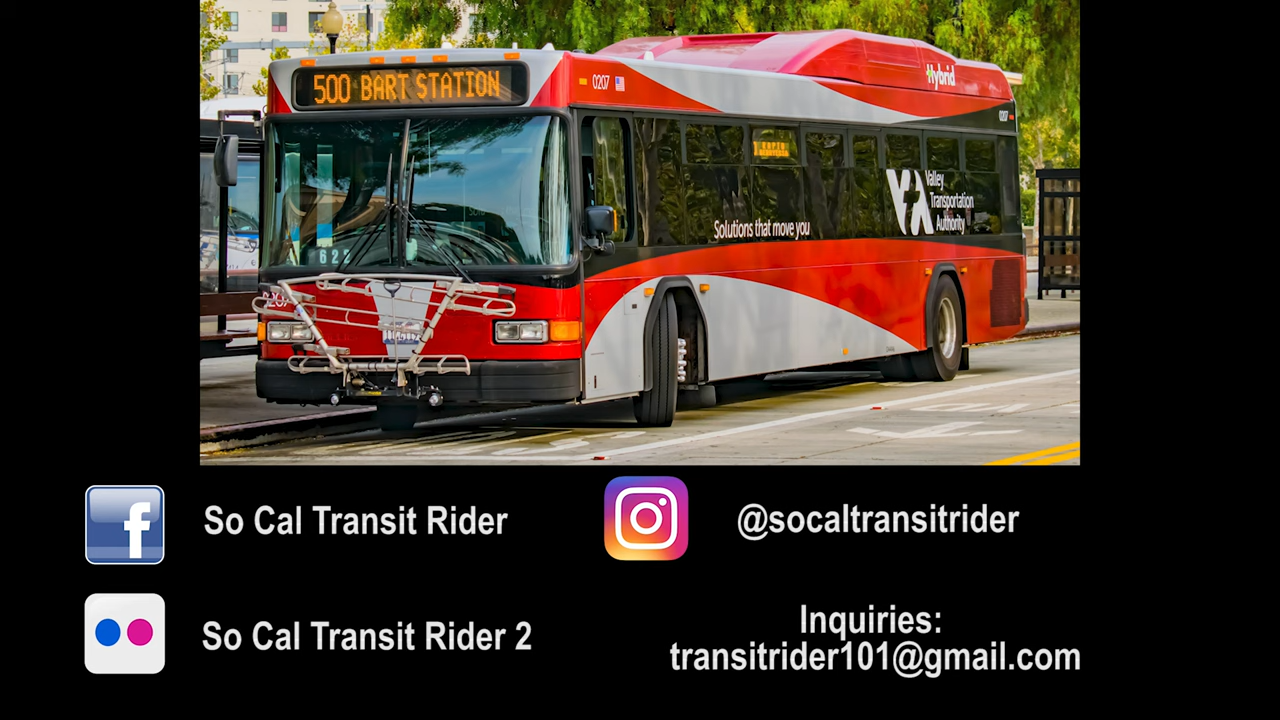 500 BART STATION
0207
Hybrid
0207
Valley
Transportation
Authority
Solutions that move you
So Cal Transit Rider
@socaltransitrider
So Cal Transit Rider 2
Inquiries:
transitrider101@gmail.com